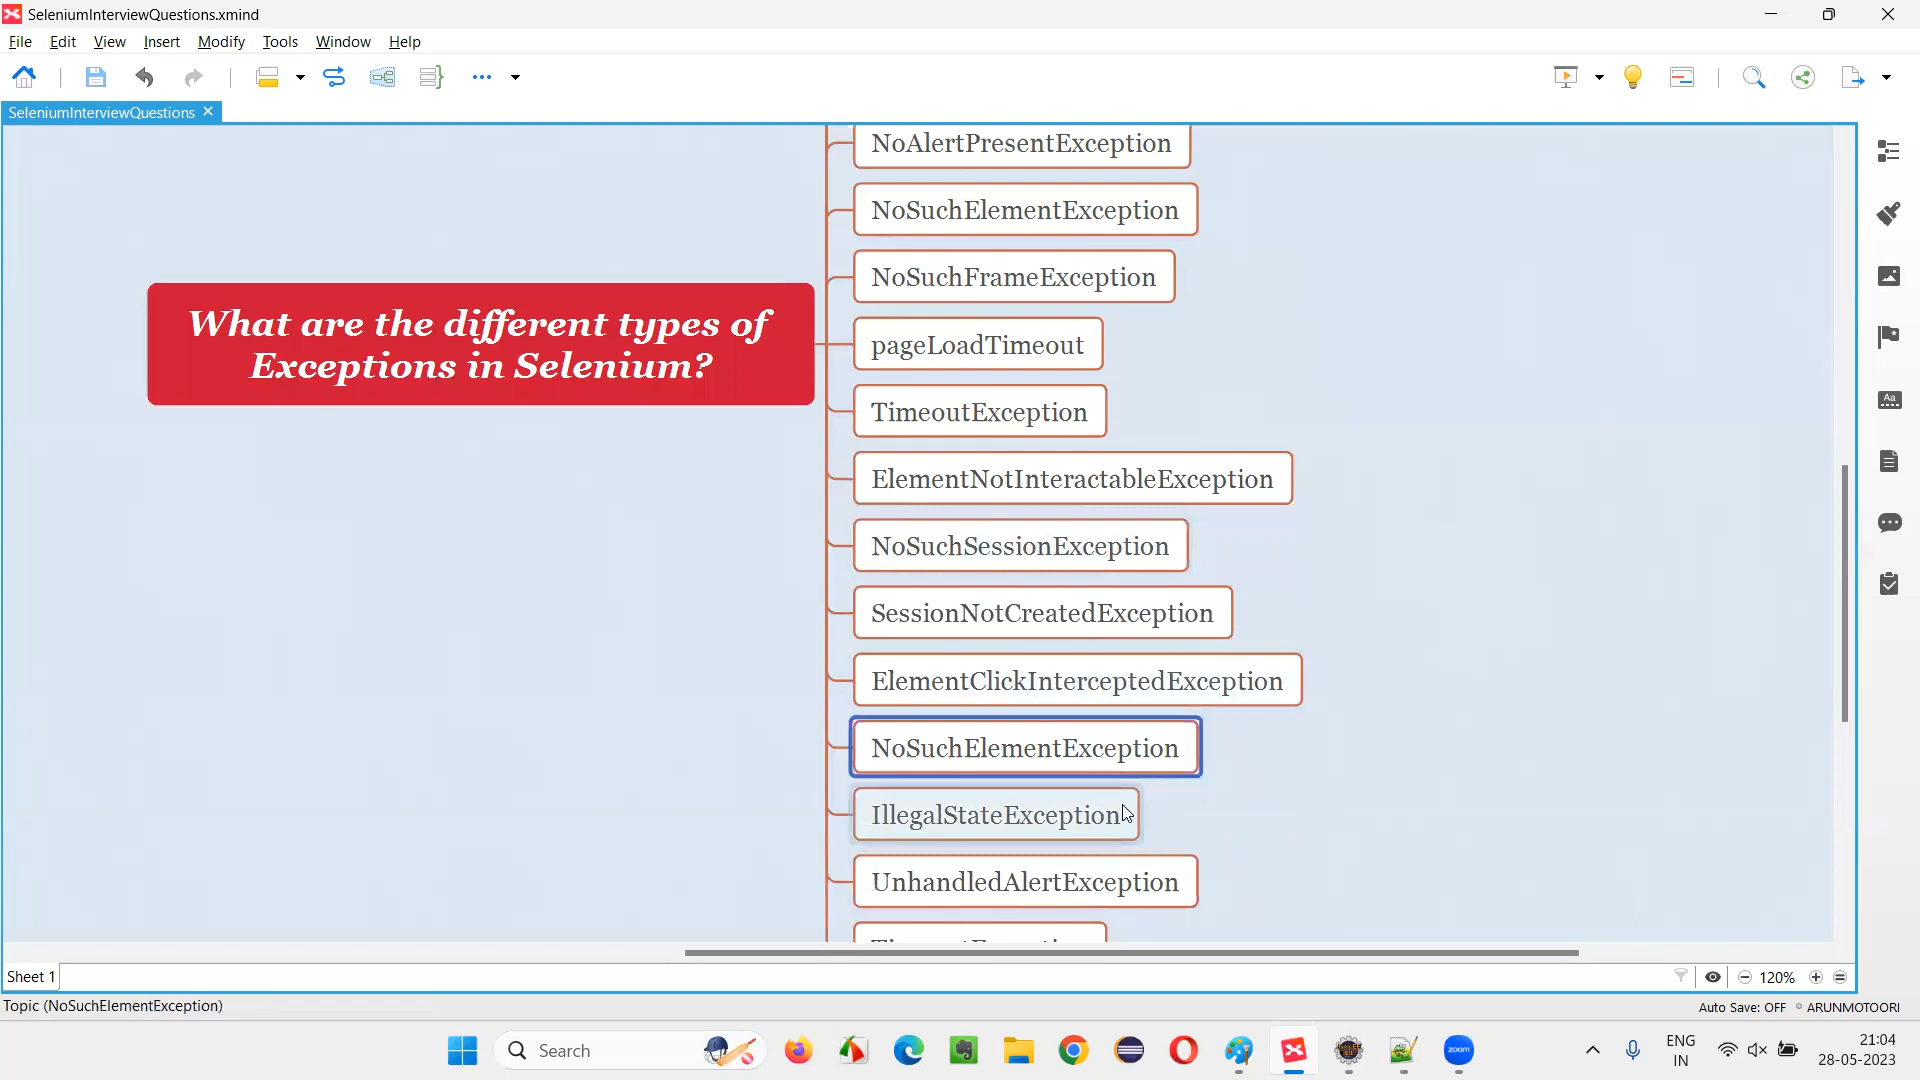 SeleniumInterviewQuestions.xmind
File Edit View Insert Modify Tools Window Help
SeleniumInterviewQuestions
What are the different types of
Exceptions in Selenium?
NoAlertPresentException
NoSuchElementException
NoSuchFrameException
pageLoadTimeout
TimeoutException
ElementNotInteractableException
NoSuchSessionException
SessionNotCreatedException
ElementClickInterceptedException
NoSuchElementException
IllegalStateException
UnhandledAlertException
Aa
Sheet 1
120%
Topic (NoSuchElementException)
Auto Save: OFF
ARUNMOTOORI
Search
zoom
ENG
IN
21:04
28-05-2023